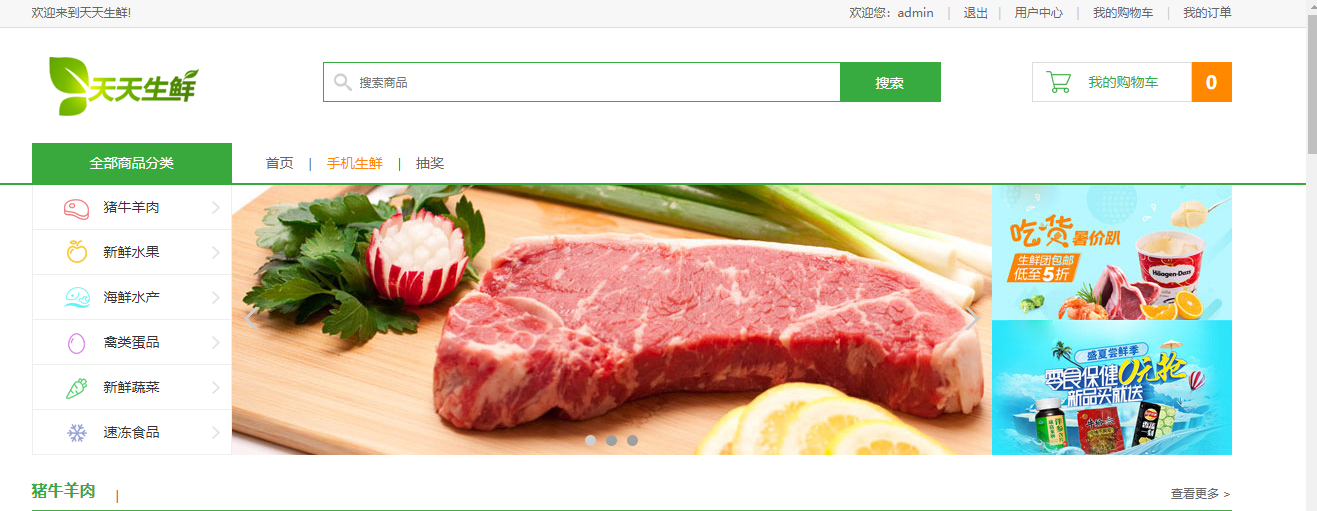 欢迎来到天天生鲜!
欢迎您：admin | 退出 | 用户中心 | 我的购物车 | 我的订单
天天生鲜
搜索商品
搜索
我的购物车
0
全部商品分类
首页 | 手机生鲜 | 抽奖
猪牛羊肉
新鲜水果
海鲜水产
禽类蛋品
新鲜蔬菜
速冻食品
吃货暑价趴
生鲜团包邮
低至5折
Häagen-Dazs
盛夏尝鲜季
零食保健0元抢
新品买就送
猪牛羊肉 |
查看更多 >